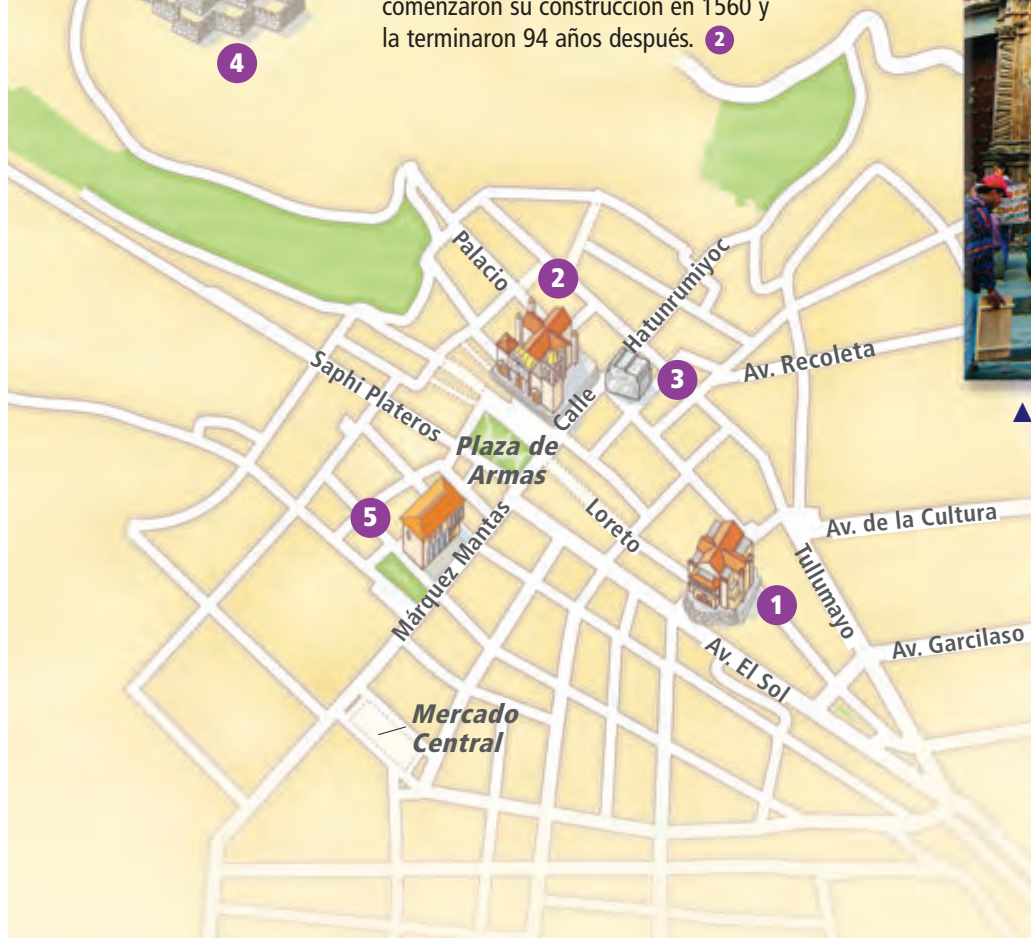 comenzaron su construcción en 1560 y
la terminaron 94 años después. 2
4
Palacio
2
Hatunrumiyoc
3
Av. Recoleta
Saphi Plateros
Calle
Plaza de
Armas
5
Loreto
Márquez Mantas
Av. de la Cultura
Tullumayo
1
Av. Garcilaso
Av. El Sol
Mercado
Central